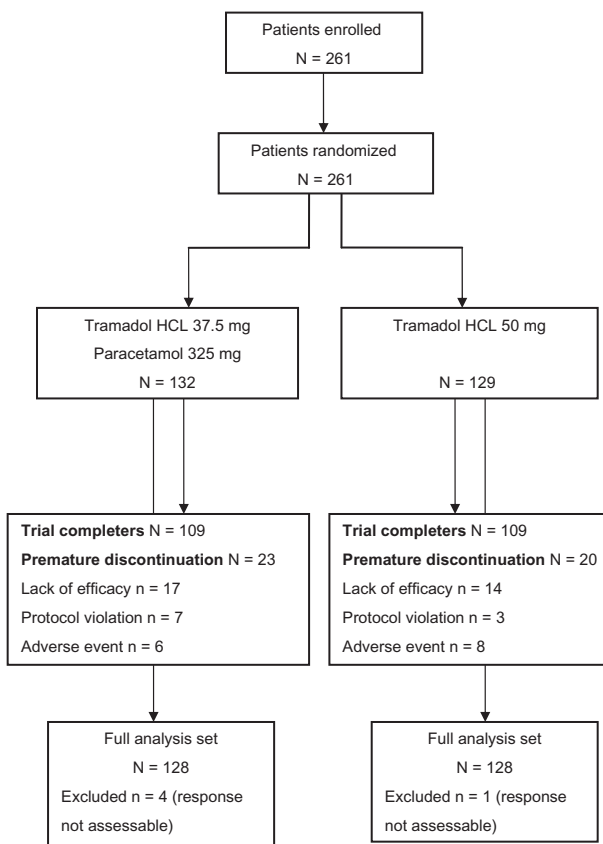 Patients enrolled
N = 261
Patients randomized
N = 261
Tramadol HCL 37.5 mg
Paracetamol 325 mg
N = 132
Tramadol HCL 50 mg
N = 129
Trial completers N = 109
Premature discontinuation N = 23
Lack of efficacy n = 17
Protocol violation n = 7
Adverse event n = 6
Trial completers N = 109
Premature discontinuation N = 20
Lack of efficacy n = 14
Protocol violation n = 3
Adverse event n = 8
Full analysis set
N = 128
Excluded n = 4 (response
not assessable)
Full analysis set
N = 128
Excluded n = 1 (response
not assessable)